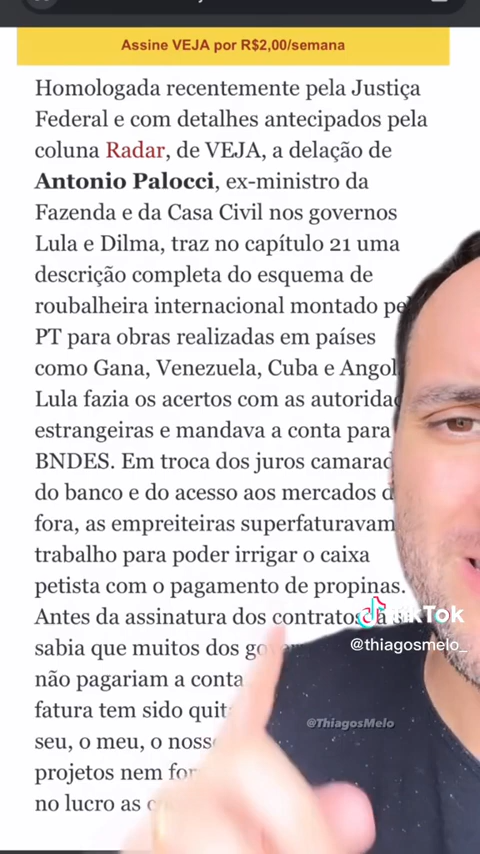 Assine VEJA por R$2,00/semana
Homologada recentemente pela Justiça
Federal e com detalhes antecipados pela
coluna Radar, de VEJA, a delação de
Antonio Palocci, ex-ministro da
Fazenda e da Casa Civil nos governos
Lula e Dilma, traz no capítulo 21 uma
descrição completa do esquema de
roubalheira internacional montado
PT para obras realizadas em países
como Gana, Venezuela, Cuba e
Lula fazia os acertos com as
estrangeiras e mandava a conta para
BNDES. Em troca dos juros
do banco e do acesso aos mercados
fora, as empreiteiras superfaturavam
trabalho para poder irrigar o caixa
petista com o pagamento de propinas.
Antes da assinatura dos contratos
TikTok
sabia que muitos dos
@thiagosmelo_
não pagariam a conta
fatura tem sido
@ThiagosMelo
seu, o meu, o
projetos nem
no lucro as